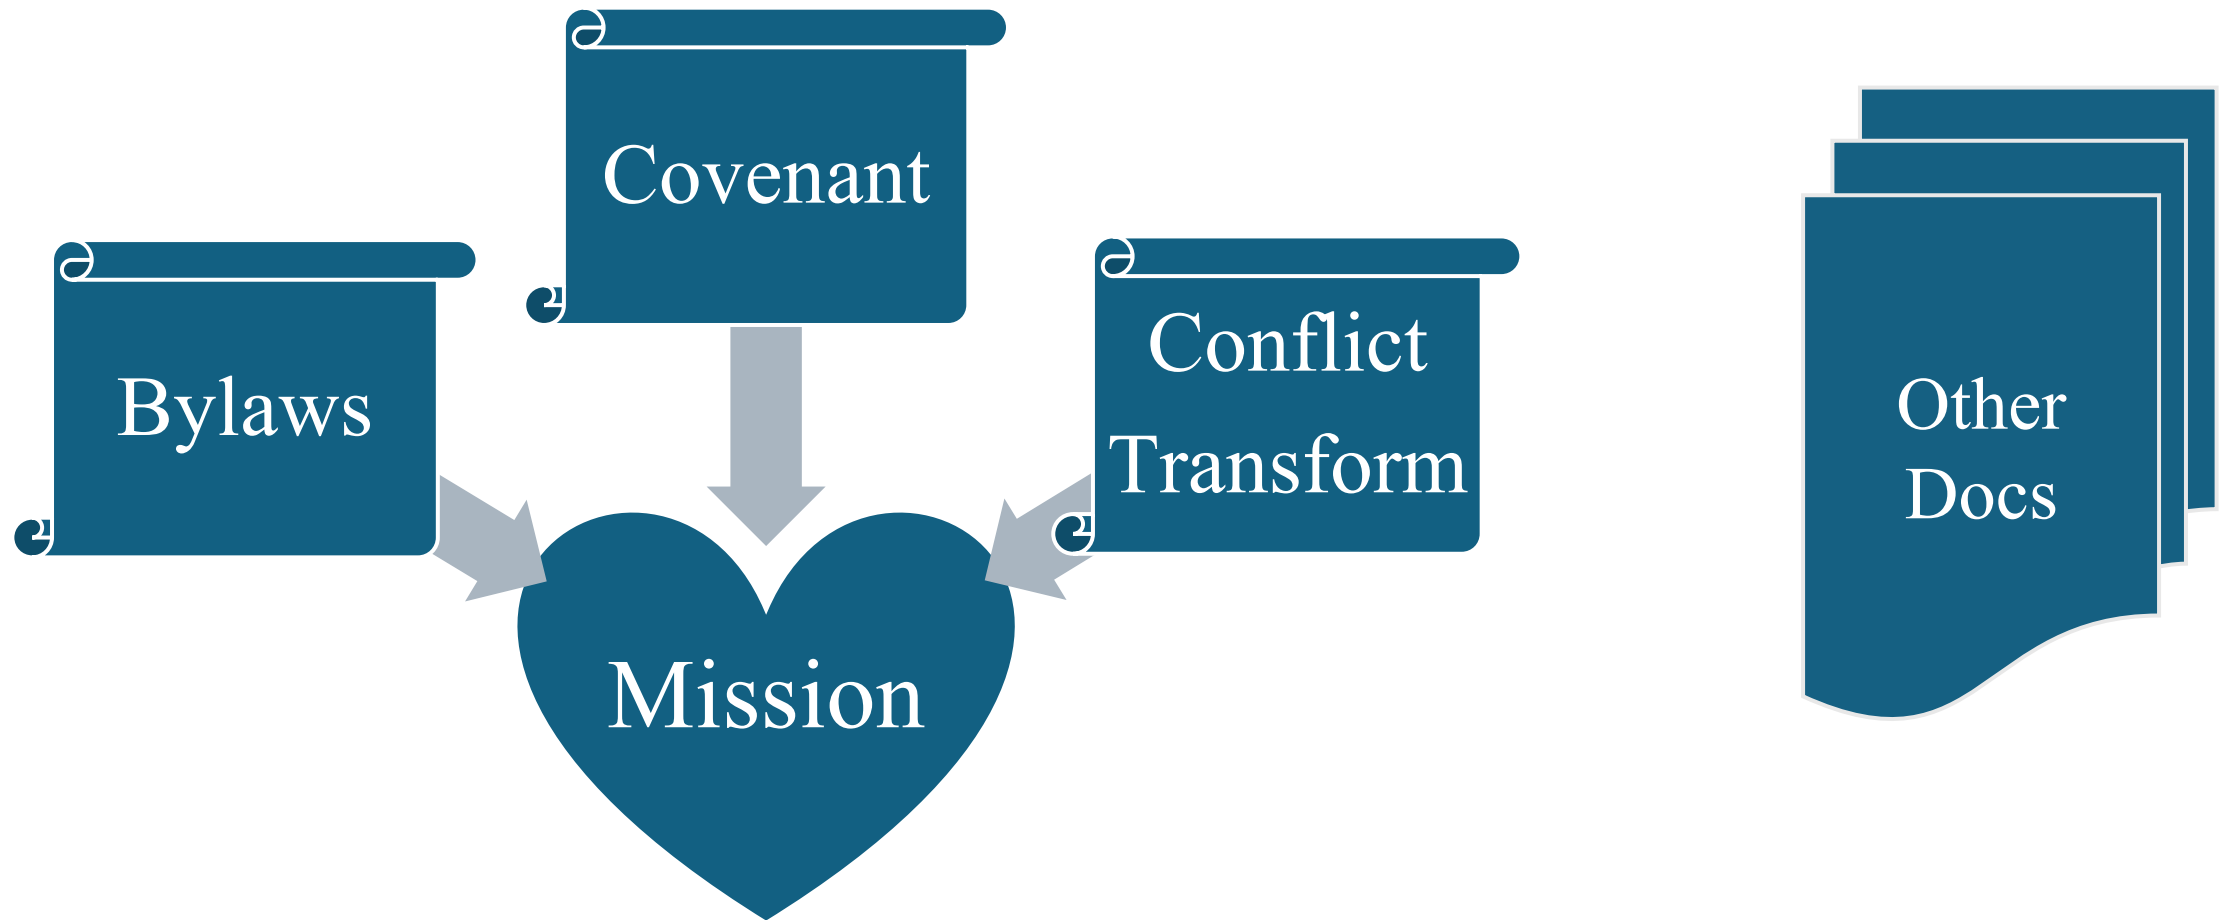 Covenant
Bylaws
Conflict
Transform
Mission
Other
Docs